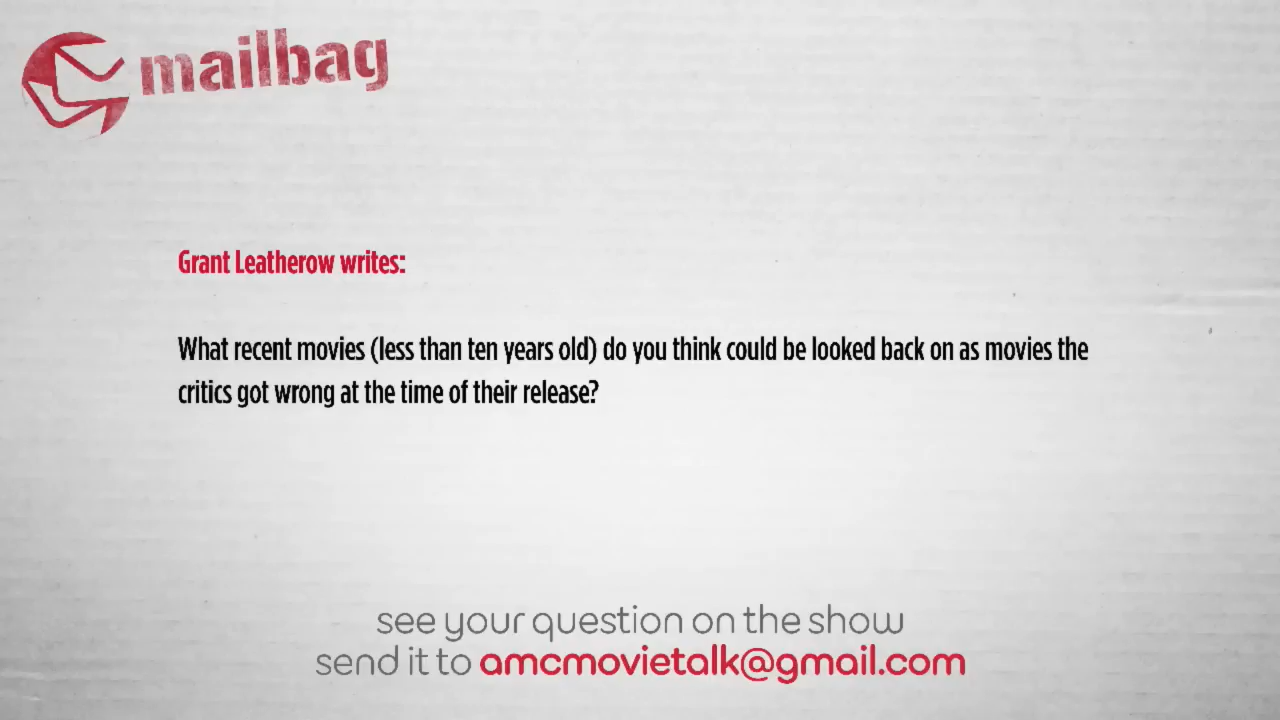 mailbag
Grant Leatherow writes:
What recent movies (less than ten years old) do you think could be looked back on as movies the
critics got wrong at the time of their release?
see your question on the show
send it to amcmovietalk@gmail.com